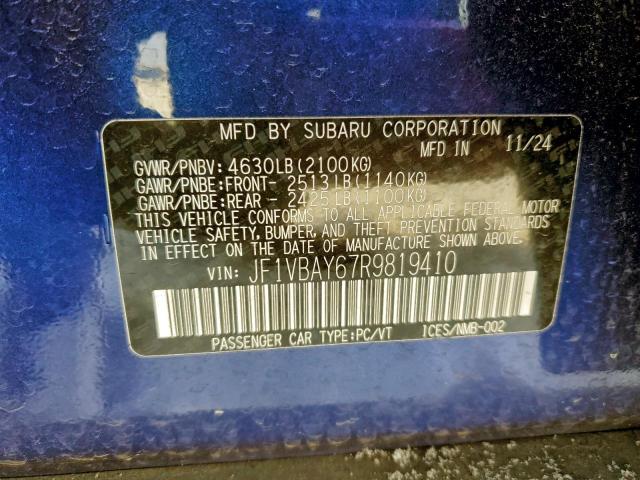 MFD BY SUBARU CORPORATION
MFD IN 11/24
GVWR/PNBV: 4630LB(2100KG)
GAWR/PNBE:FRONT- 2513LB(1140KG)
GAWR/PNBE:REAR - 2425LB(1100KG)
THIS VEHICLE CONFORMS TO ALL APPLICABLE FEDERAL MOTOR
VEHICLE SAFETY, BUMPER, AND THEFT PREVENTION STANDARDS
IN EFFECT ON THE DATE OF MANUFACTURE SHOWN ABOVE.
VIN: JF1VBAY67R9819410
PASSENGER CAR TYPE:PC/VT ICES/NMB-002